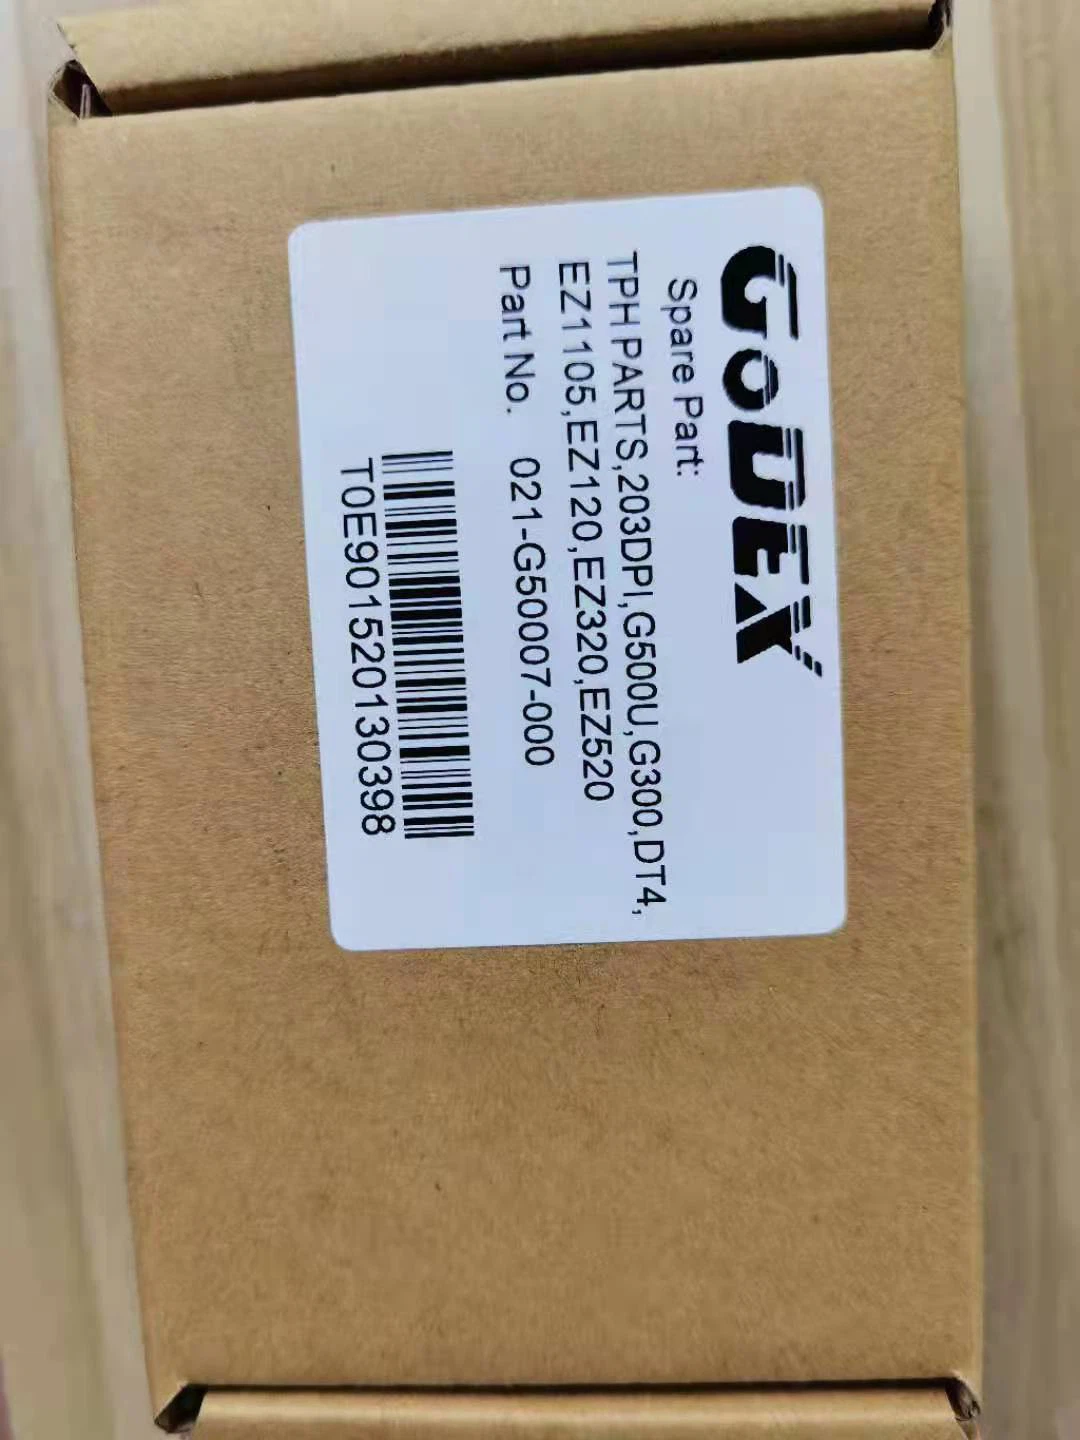 GoDEX
Spare Part:
TPH PARTS,203DPI,G500U,G300,DT4,
EZ1105,EZ120,EZ320,EZ520
Part No. 021-G50007-000
T0E901520130398